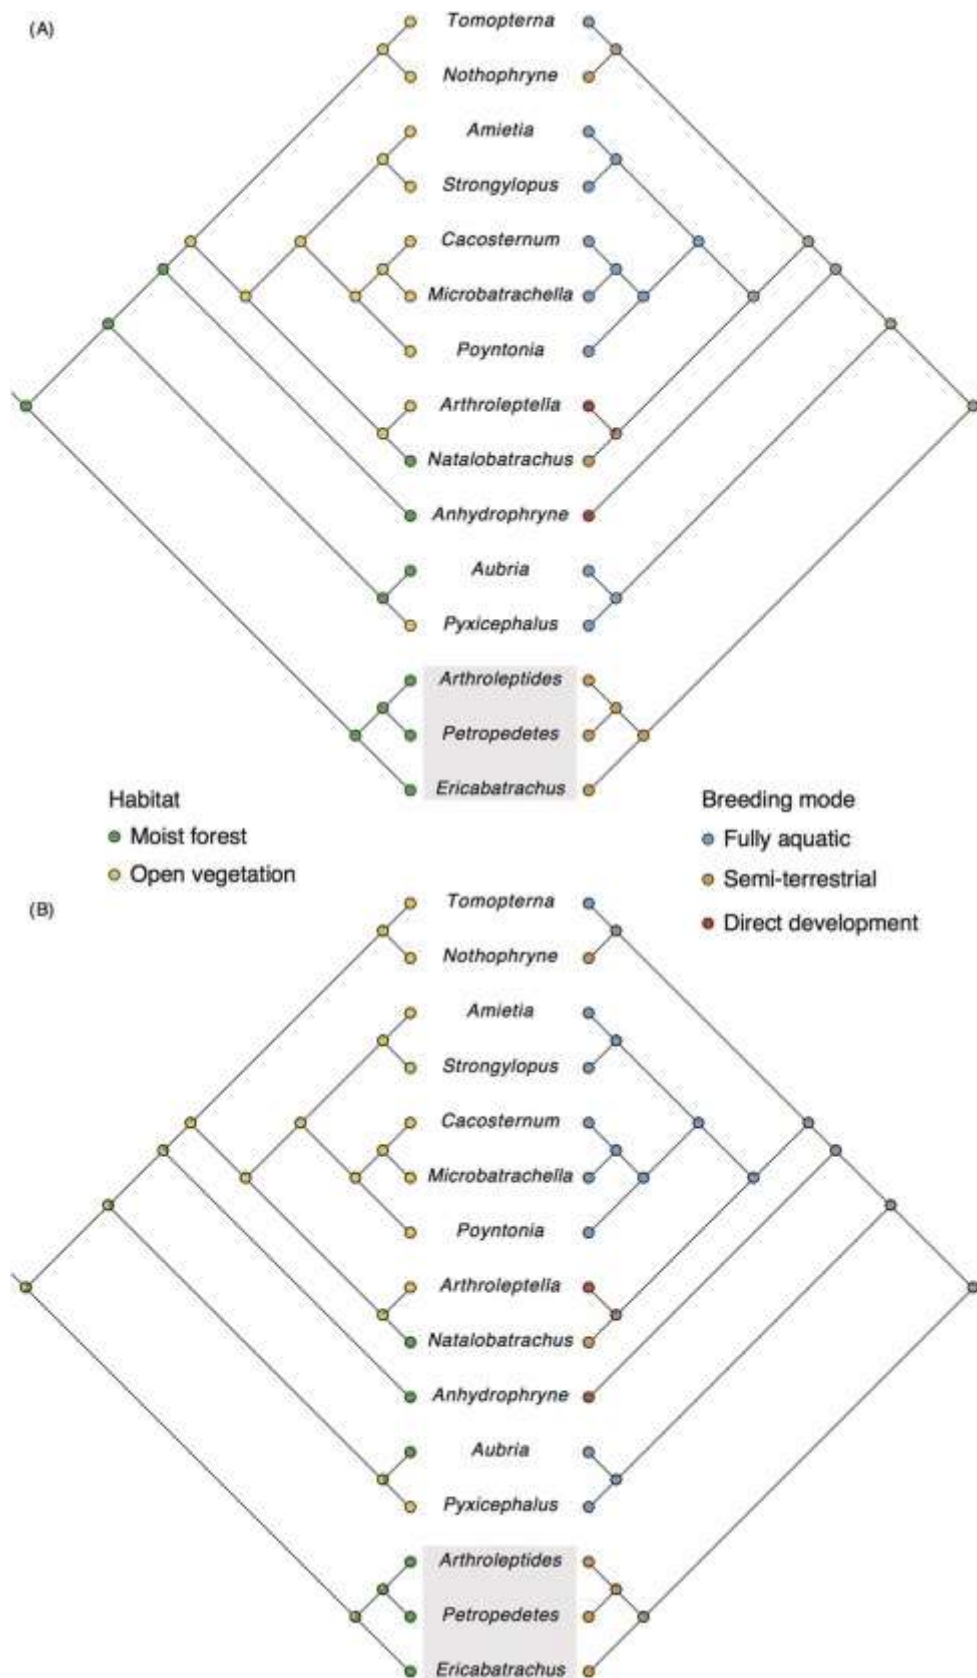 (A)
Tomopterna
Nothophryne
Amietia
Strongylopus
Cacosternum
Microbatrachella
Poyntonia
Arthroleptella
Natalobatrachus
Anhydrophryne
Aubria
Pyxicephalus
Arthroleptides
Petropedetes
Ericabatrachus
Habitat
Moist forest
Open vegetation
Breeding mode
Fully aquatic
Semi-terrestrial
Direct development
(B)
Tomopterna
Nothophryne
Amietia
Strongylopus
Cacosternum
Microbatrachella
Poyntonia
Arthroleptella
Natalobatrachus
Anhydrophryne
Aubria
Pyxicephalus
Arthroleptides
Petropedetes
Ericabatrachus